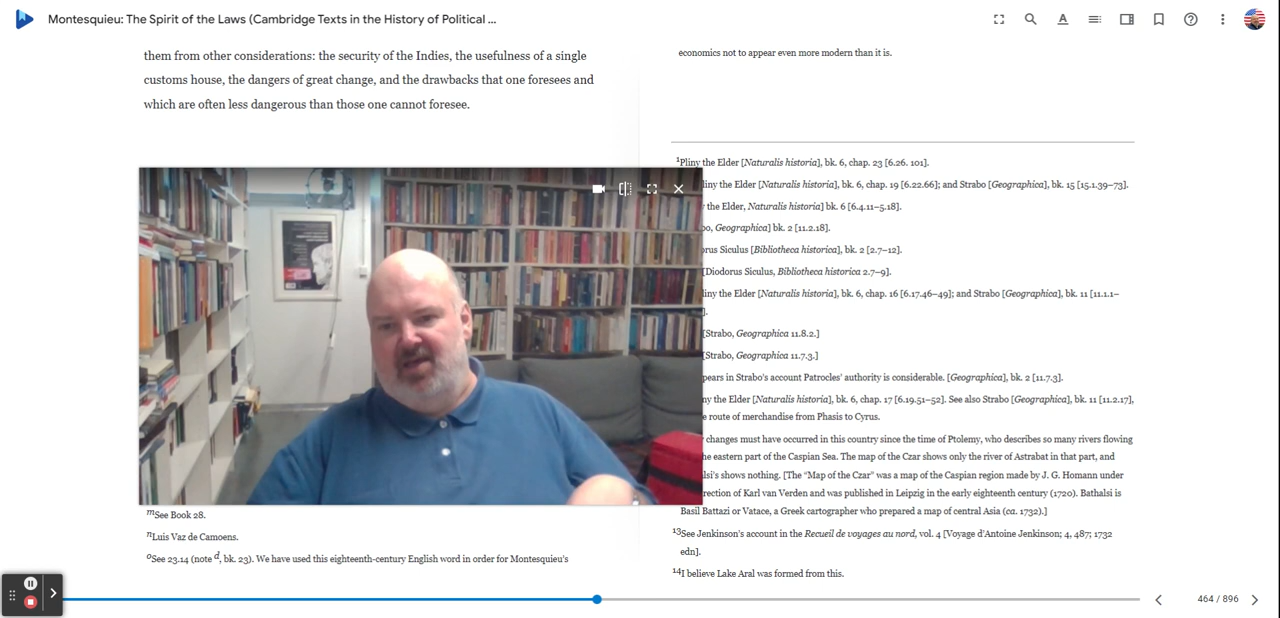 Montesquieu: The Spirit of the Laws (Cambridge Texts in the History of Political ...
them from other considerations: the security of the Indies, the usefulness of a single
customs house, the dangers of great change, and the drawbacks that one foresees and
which are often less dangerous than those one cannot foresee.
mSee Book 28.
nLuis Vaz de Camoens.
oSee 23.14 (note d, bk. 23). We have used this eighteenth-century English word in order for Montesquieu's
economics not to appear even more modern than it is.
1Pliny the Elder [Naturalis historia], bk. 6, chap. 23 [6.26. 101].
liny the Elder [Naturalis historia], bk. 6, chap. 19 [6.22.66]; and Strabo [Geographica], bk. 15 [15.1.39–73].
the Elder, Naturalis historia] bk. 6 [6.4.11–5.18].
bo, Geographica] bk. 2 [11.2.18].
orus Siculus [Bibliotheca historica], bk. 2 [2.7–12].
[Diodorus Siculus, Bibliotheca historica 2.7–9].
liny the Elder [Naturalis historia], bk. 6, chap. 16 [6.17.46–49]; and Strabo [Geographica], bk. 11 [11.1.1–
].
[Strabo, Geographica 11.8.2.]
[Strabo, Geographica 11.7.3.]
pears in Strabo's account Patrocles' authority is considerable. [Geographica], bk. 2 [11.7.3].
ny the Elder [Naturalis historia], bk. 6, chap. 17 [6.19.51–52]. See also Strabo [Geographica], bk. 11 [11.2.17],
e route of merchandise from Phasis to Cyrus.
changes must have occurred in this country since the time of Ptolemy, who describes so many rivers flowing
he eastern part of the Caspian Sea. The map of the Czar shows only the river of Astrabat in that part, and
alsi's shows nothing. [The “Map of the Czar” was a map of the Caspian region made by J. G. Homann under
rection of Karl van Verden and was published in Leipzig in the early eighteenth century (1720). Bathalsi is
Basil Battazi or Vatace, a Greek cartographer who prepared a map of central Asia (ca. 1732).]
13See Jenkinson's account in the Recueil de voyages au nord, vol. 4 [Voyage d'Antoine Jenkinson; 4, 487; 1732
edn].
14I believe Lake Aral was formed from this.
464 / 896